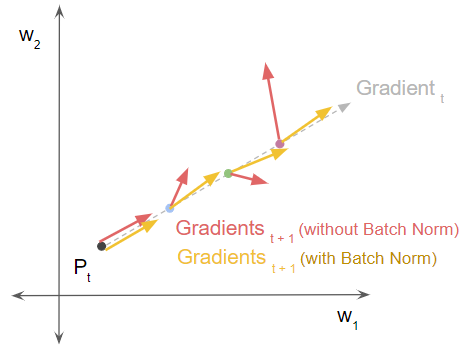 w2
Gradient t
Gradients t + 1 (without Batch Norm)
Gradients t + 1 (with Batch Norm)
Pt
w1